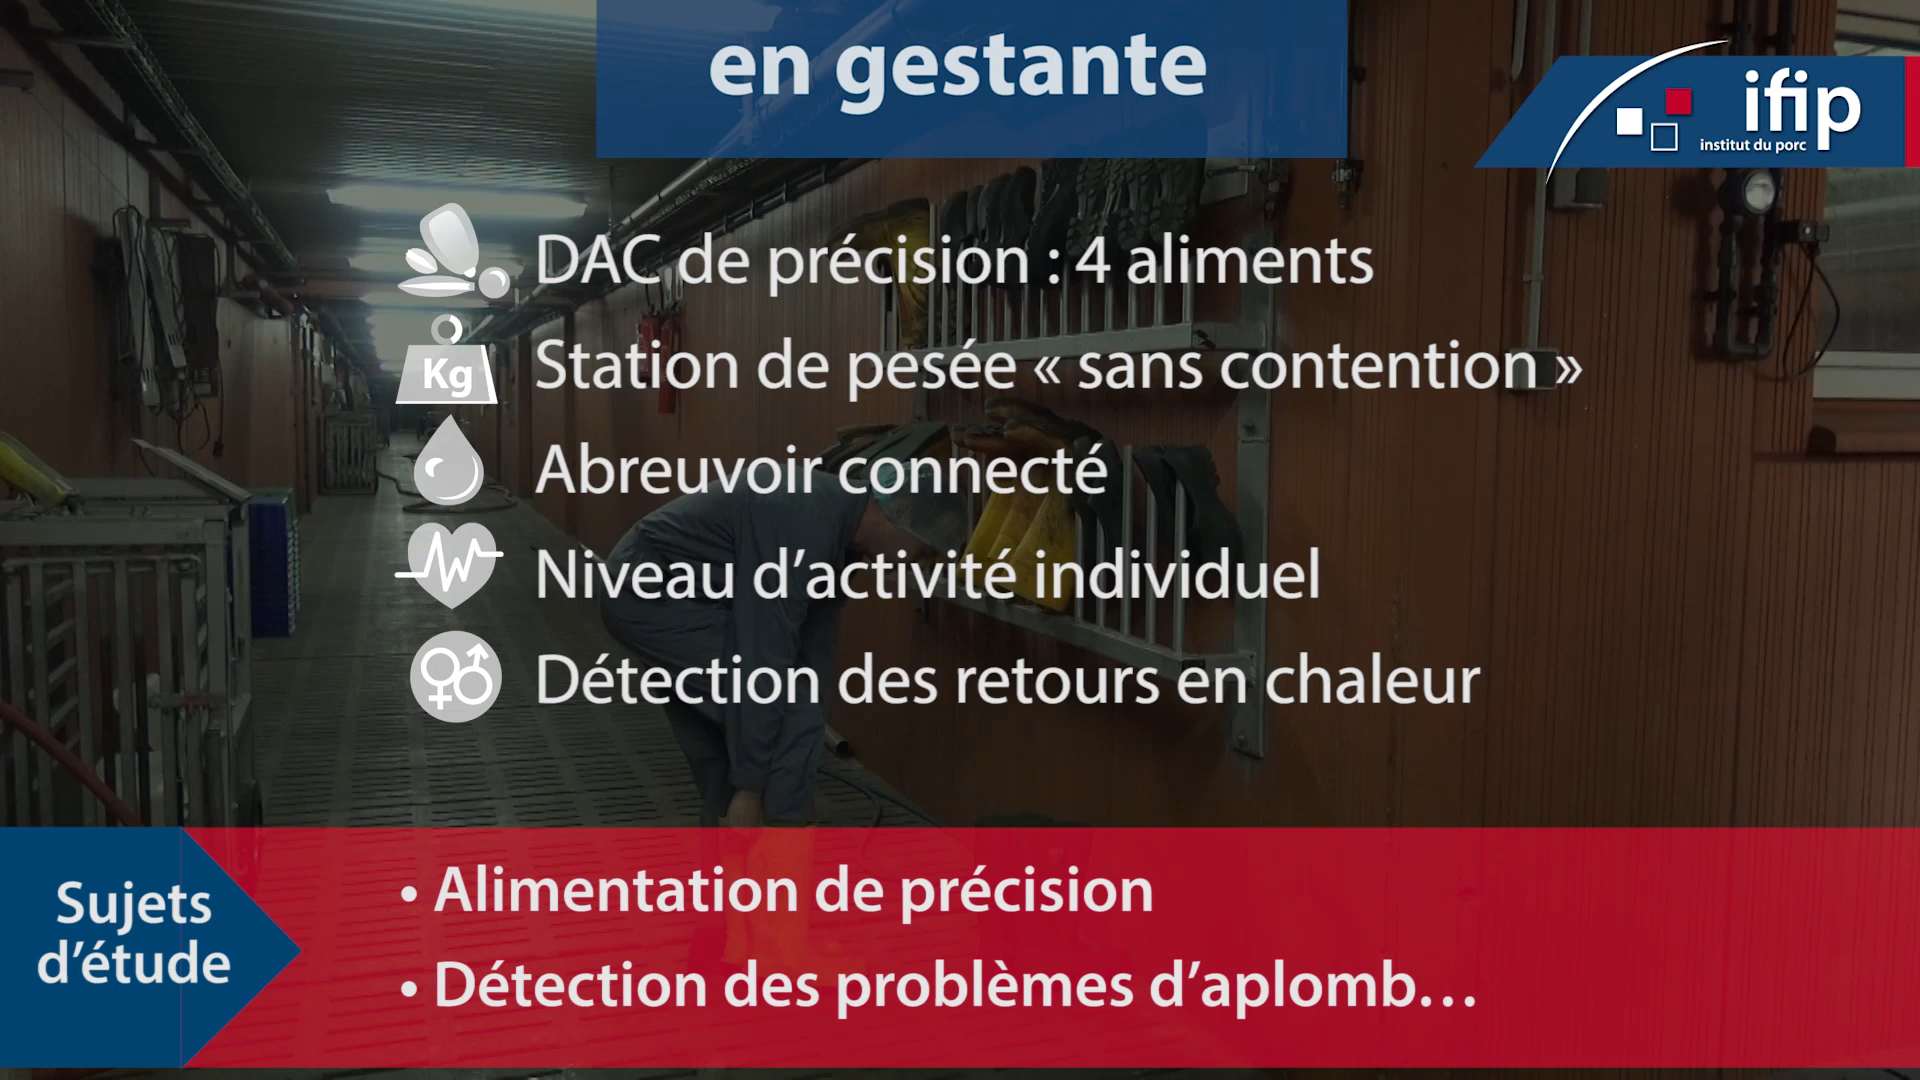 en gestante
ifip
institut du porc
DAC de précision : 4 aliments
Kg
Station de pesée « sans contention »
Abreuvoir connecté
Niveau d’activité individuel
Détection des retours en chaleur
Sujets
d’étude
• Alimentation de précision
• Détection des problèmes d’aplomb…